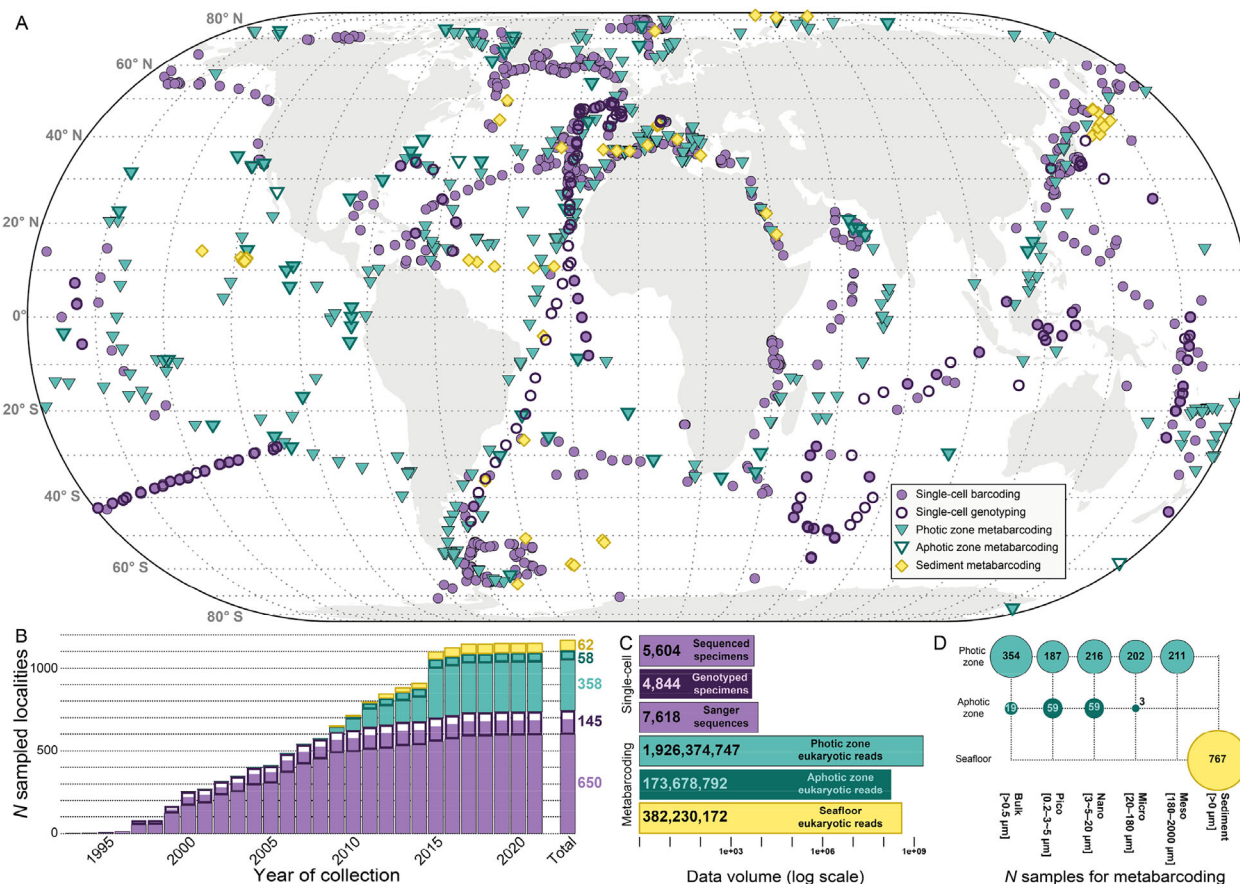 A
80° N
60° N
40° N
20° N
0°
20° S
40° S
60° S
80° S
Single-cell barcoding
Single-cell genotyping
Photic zone metabarcoding
Aphotic zone metabarcoding
Sediment metabarcoding
B
N sampled localities
1000
500
0
62
58
358
145
650
1995
2000
2005
2010
2015
2020
Total
Year of collection
C
Single-cell
Metabarcoding
5,604 Sequenced
specimens
4,844 Genotyped
specimens
7,618 Sanger
sequences
1,926,374,747 Photic zone
eukaryotic reads
173,678,792 Aphotic zone
eukaryotic reads
382,230,172 Seafloor
eukaryotic reads
1e+03
1e+06
1e+09
Data volume (log scale)
D
Photic
zone
354 187 216 202 211
Aphotic
zone
19 59 59 3
Seafloor
767
Bulk
[>0.5 µm]
Pico
[0.2–3–5 µm]
Nano
[3–5–20 µm]
Micro
[20–180 µm]
Meso
[180–2000 µm]
Sediment
[>0 µm]
N samples for metabarcoding